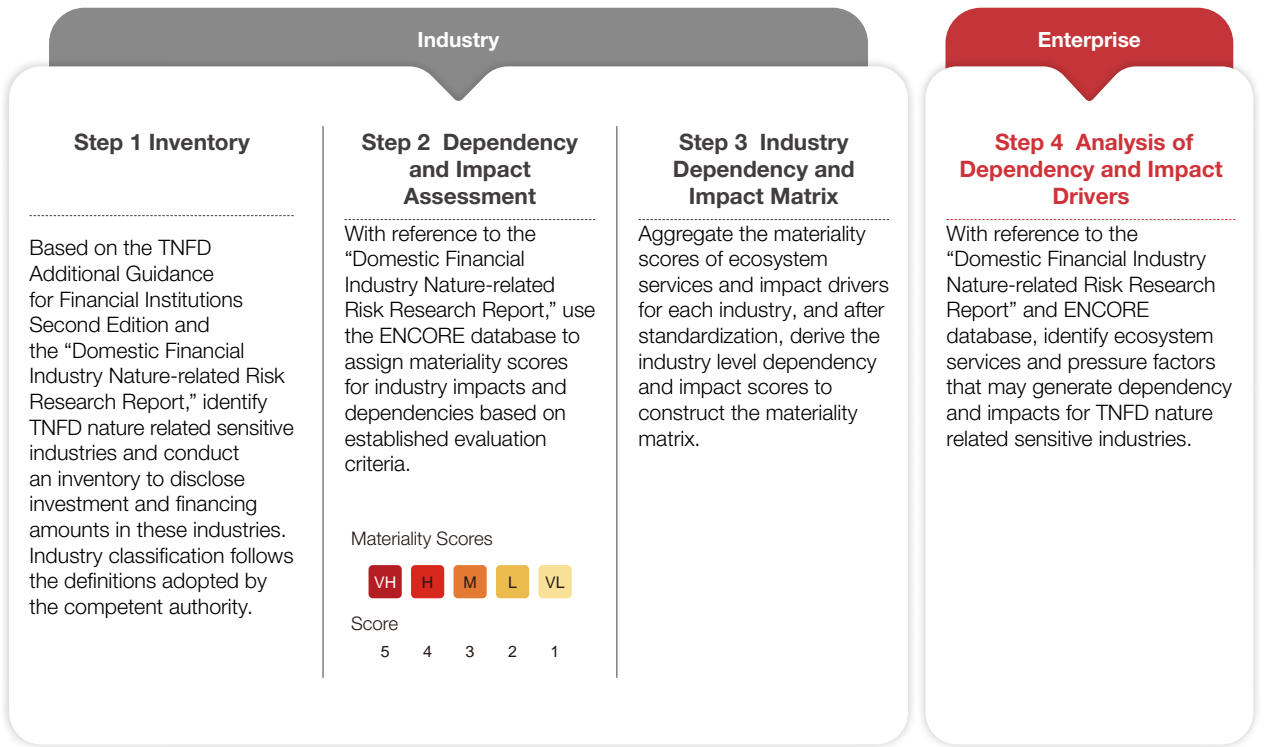 Industry
Enterprise
Step 1 Inventory
Based on the TNFD
Additional Guidance
for Financial Institutions
Second Edition and
the “Domestic Financial
Industry Nature-related Risk
Research Report,” identify
TNFD nature related sensitive
industries and conduct
an inventory to disclose
investment and financing
amounts in these industries.
Industry classification follows
the definitions adopted by
the competent authority.
Step 2 Dependency
and Impact
Assessment
With reference to the
“Domestic Financial
Industry Nature-related
Risk Research Report,” use
the ENCORE database to
assign materiality scores
for industry impacts and
dependencies based on
established evaluation
criteria.
Materiality Scores
VH H M L VL
Score
5 4 3 2 1
Step 3 Industry
Dependency and
Impact Matrix
Aggregate the materiality
scores of ecosystem
services and impact drivers
for each industry, and after
standardization, derive the
industry level dependency
and impact scores to
construct the materiality
matrix.
Step 4 Analysis of
Dependency and Impact
Drivers
With reference to the
“Domestic Financial Industry
Nature-related Risk Research
Report” and ENCORE
database, identify ecosystem
services and pressure factors
that may generate dependency
and impacts for TNFD nature
related sensitive industries.